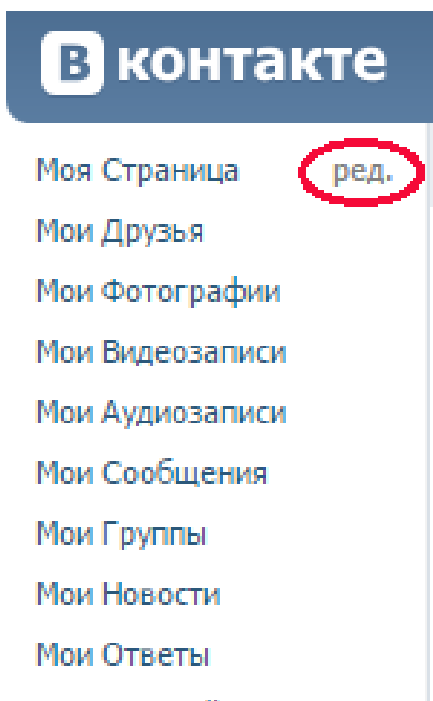 В контакте
Моя Страница ред.
Мои Друзья
Мои Фотографии
Мои Видеозаписи
Мои Аудиозаписи
Мои Сообщения
Мои Группы
Мои Новости
Мои Ответы